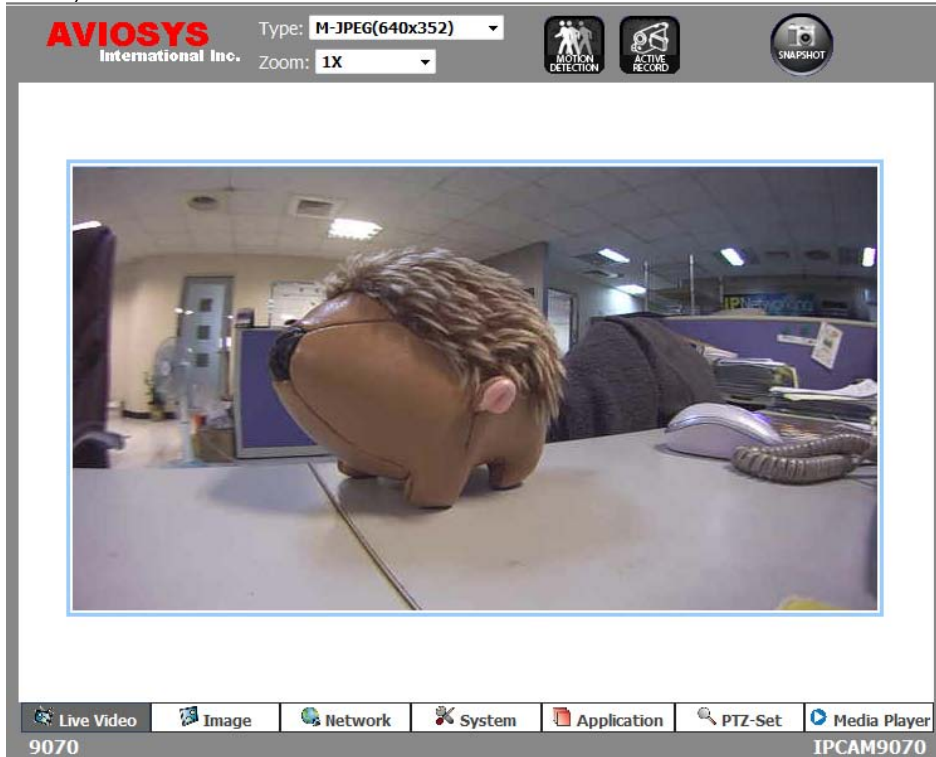 AVIOSYS
International Inc.
Type: M-JPEG(640x352)
Zoom: 1X
MOTION DETECTION
ACTIVE RECORD
SNAPSHOT
IPNetworking
Live Video
Image
Network
System
Application
PTZ-Set
Media Player
9070
IPCAM9070